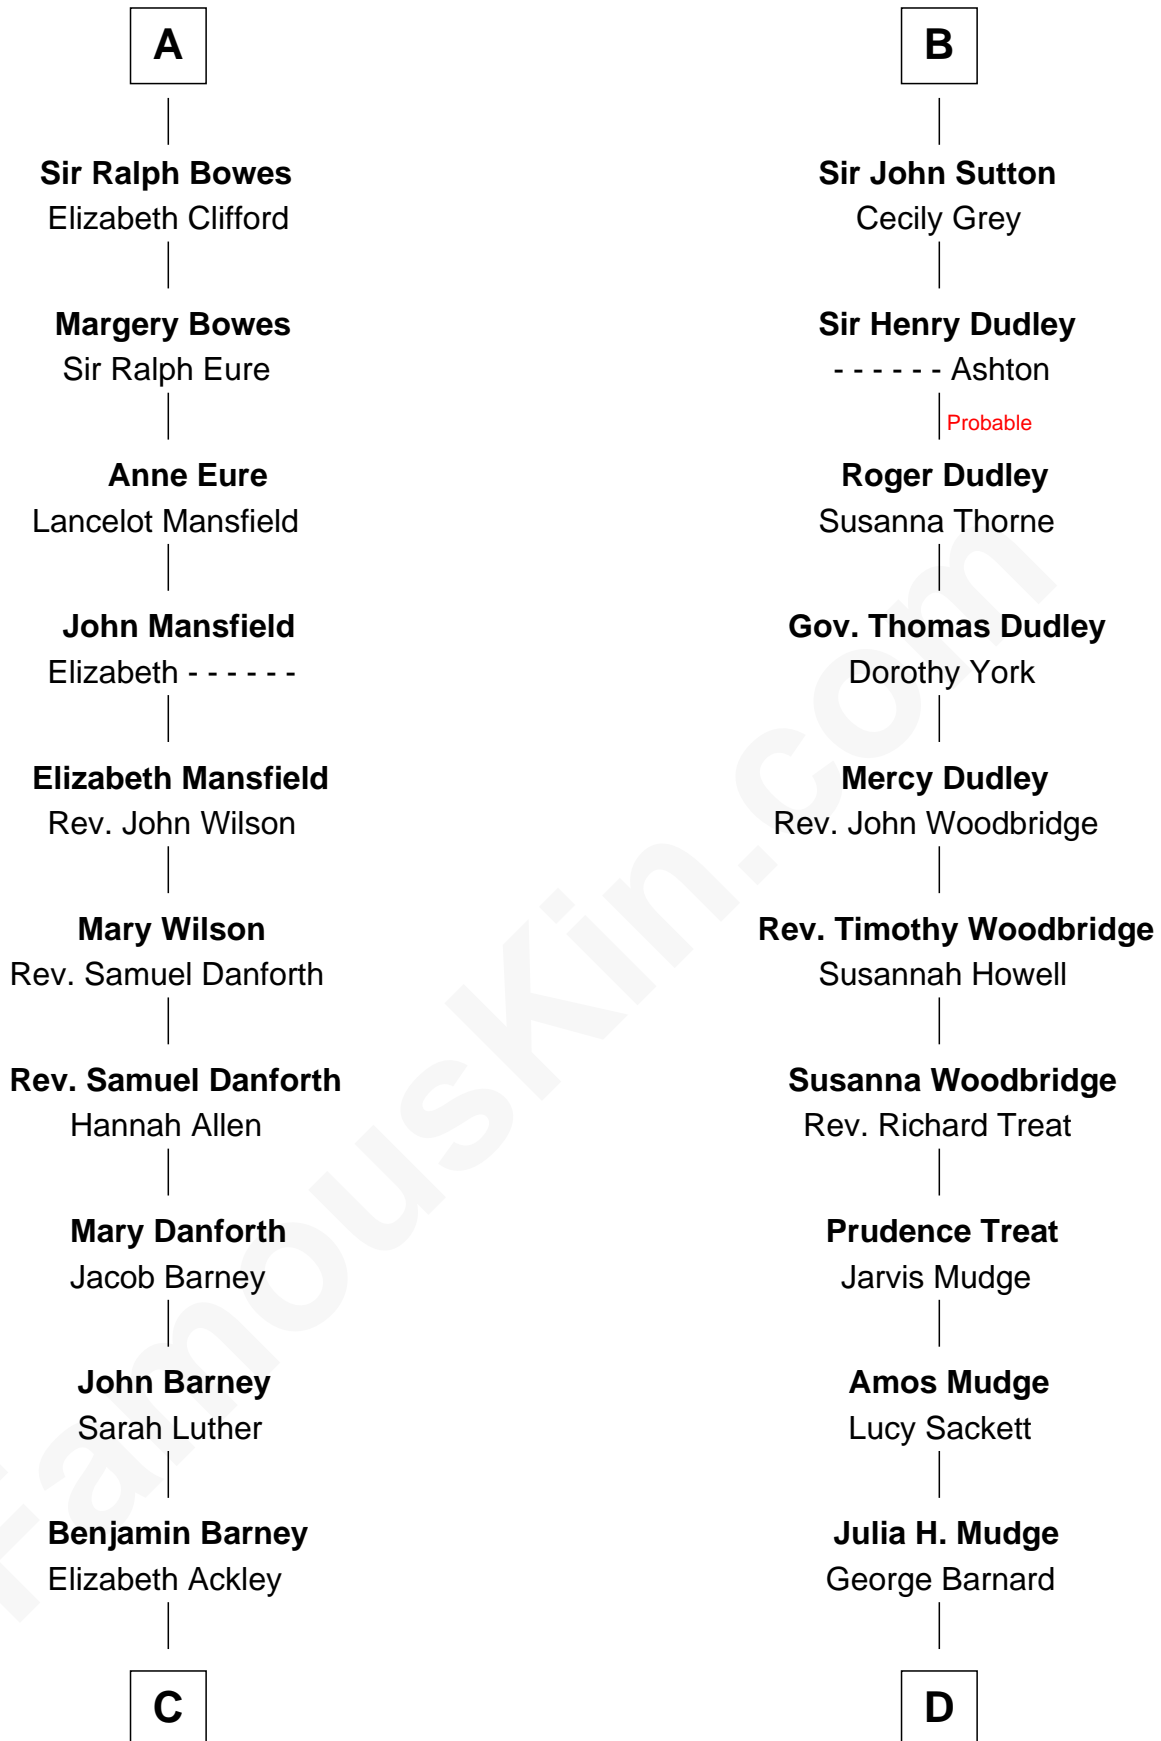 A
Sir Ralph Bowes
Elizabeth Clifford
Margery Bowes
Sir Ralph Eure
Anne Eure
Lancelot Mansfield
John Mansfield
Elizabeth - - - - - -
Elizabeth Mansfield
Rev. John Wilson
Mary Wilson
Rev. Samuel Danforth
Rev. Samuel Danforth
Hannah Allen
Mary Danforth
Jacob Barney
John Barney
Sarah Luther
Benjamin Barney
Elizabeth Ackley
C
B
Sir John Sutton
Cecily Grey
Sir Henry Dudley
- - - - - - Ashton
Probable
Roger Dudley
Susanna Thorne
Gov. Thomas Dudley
Dorothy York
Mercy Dudley
Rev. John Woodbridge
Rev. Timothy Woodbridge
Susannah Howell
Susanna Woodbridge
Rev. Richard Treat
Prudence Treat
Jarvis Mudge
Amos Mudge
Lucy Sackett
Julia H. Mudge
George Barnard
D
FamousKin.com